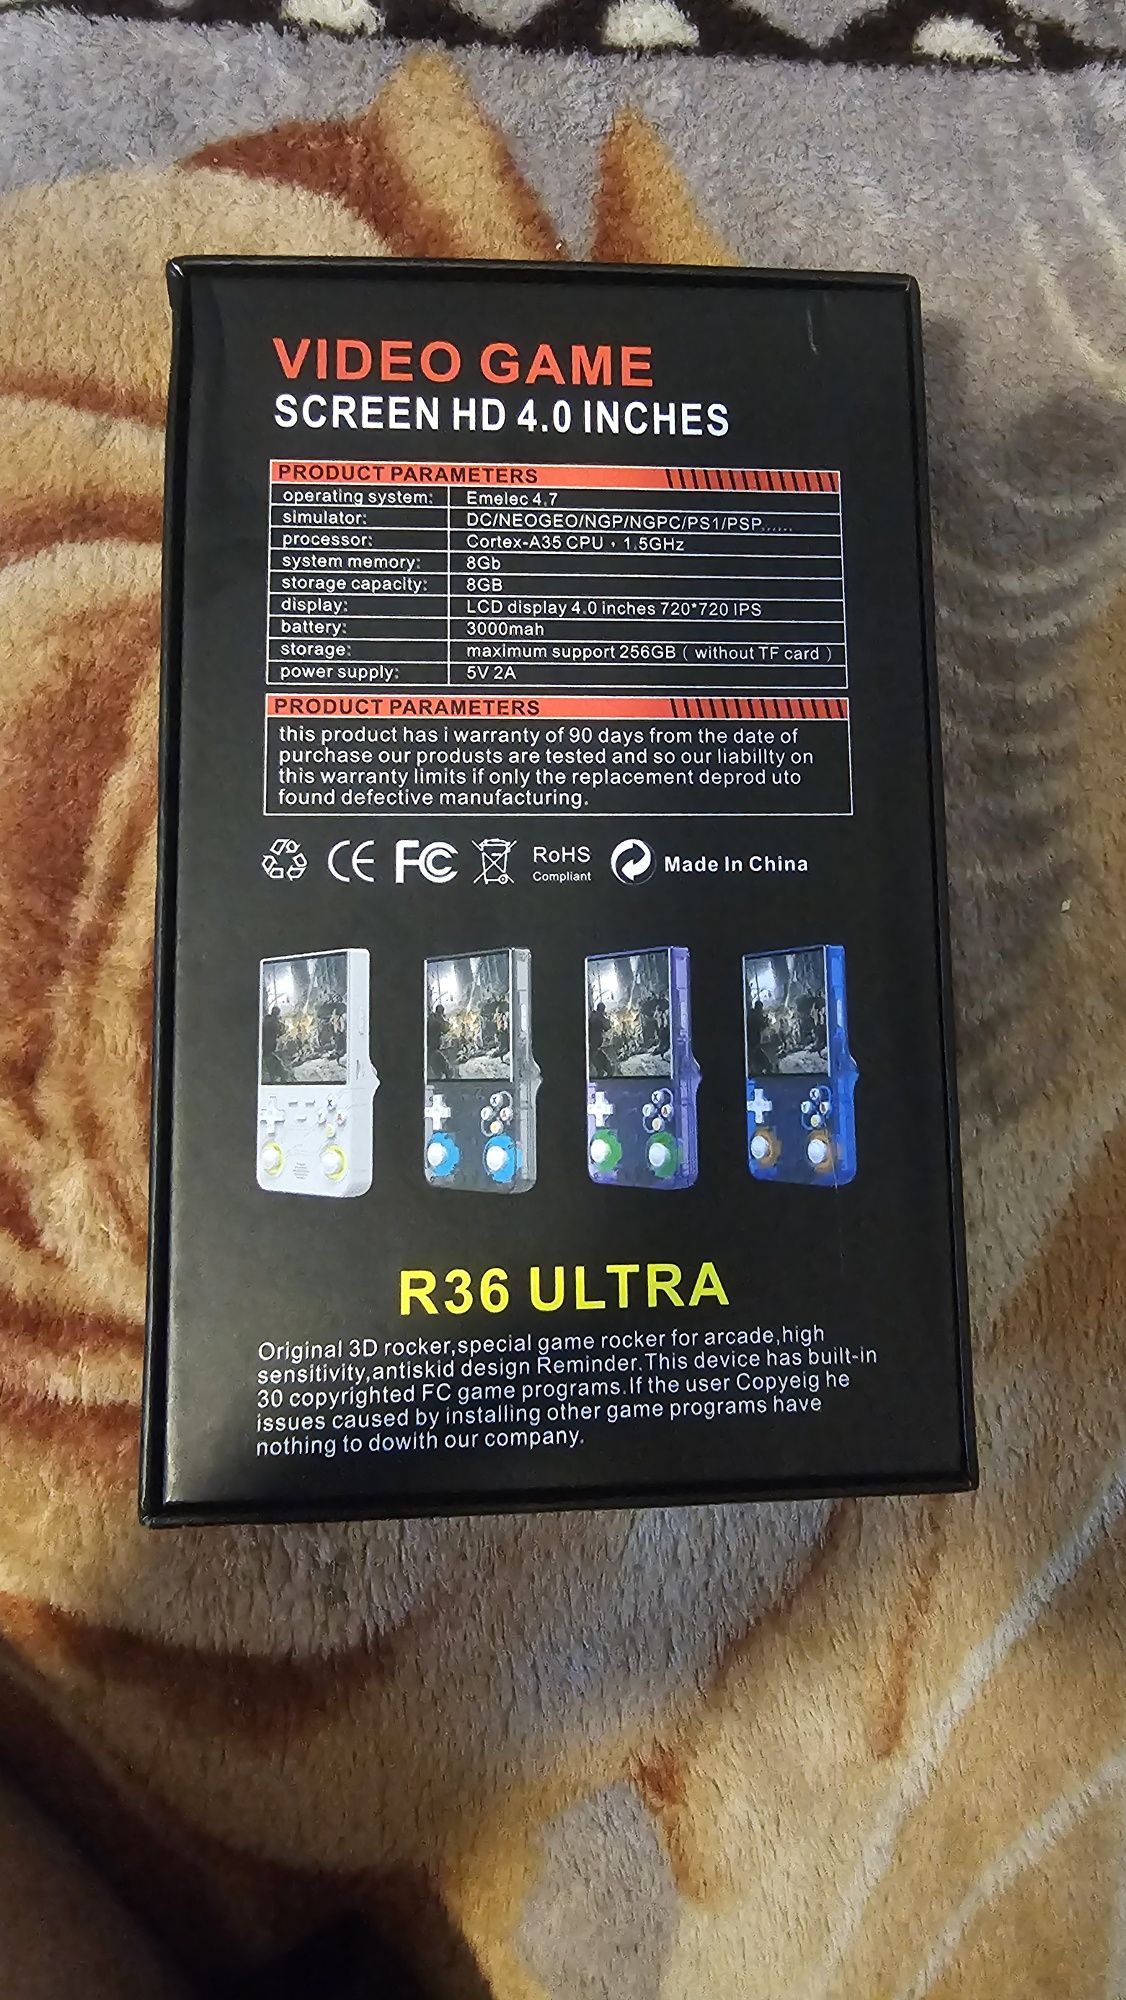 VIDEO GAME
SCREEN HD 4.0 INCHES
PRODUCT PARAMETERS
operating system: Emelec 4.7
simulator: DC/NEOGEO/NGP/NGPC/PS1/PSP......
processor: Cortex-A35 CPU · 1.5GHz
system memory: 8Gb
storage capacity: 8GB
display: LCD display 4.0 inches 720*720 IPS
battery: 3000mah
storage: maximum support 256GB ( without TF card )
power supply: 5V 2A
PRODUCT PARAMETERS
this product has i warranty of 90 days from the date of
purchase our produsts are tested and so our liabillty on
this warranty limits if only the replacement deprod uto
found defective manufacturing.
CE FC RoHS Made In China
Compliant
R36 ULTRA
Original 3D rocker,special game rocker for arcade,high
sensitivity,antiskid design Reminder.This device has built-in
30 copyrighted FC game programs.If the user Copyeig he
issues caused by installing other game programs have
nothing to dowith our company.